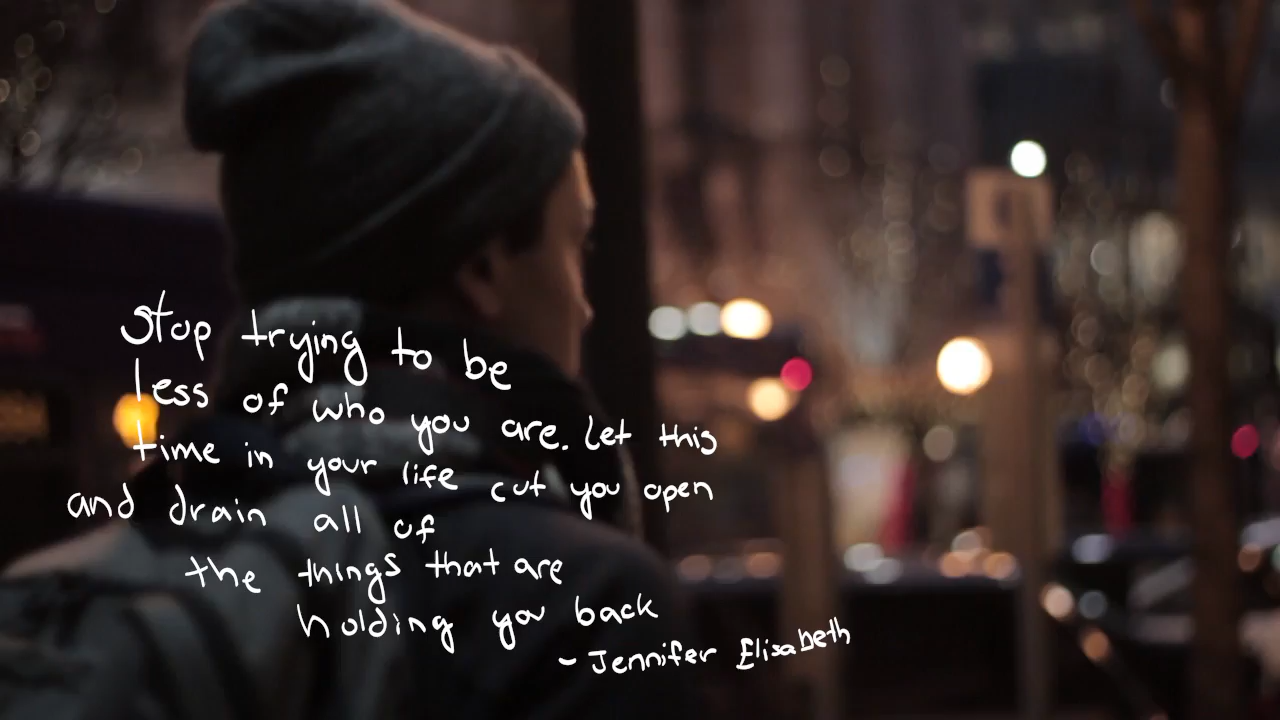 Stop trying to be
less of who you are. Let this
time in your life cut you open
and drain all of
the things that are
holding you back
- Jennifer Elisabeth